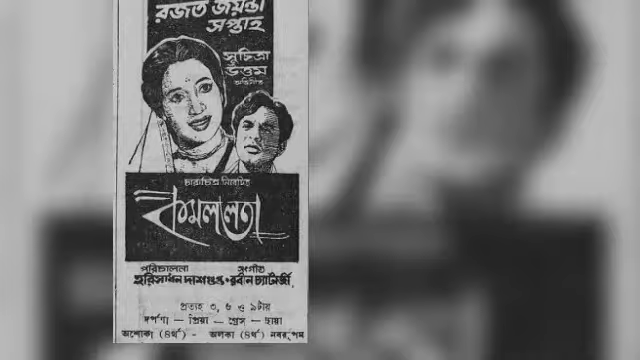 রজত জয়ন্তী
সপ্তাহ
সুচিত্রা
উত্তম
অভিনীত
চারুচিত্র নিবেদিত
কমললতা
পরিচালনা সংগীত
হরিসাধন দাশগুপ্ত • রবীন চ্যাটার্জী
প্রত্যহ ৩, ৬ ও ৯টায়
দর্পণা — প্রিয়া — প্রেস — ছায়া
অশোকা (৪র্থ) - অলকা (৪র্থ)